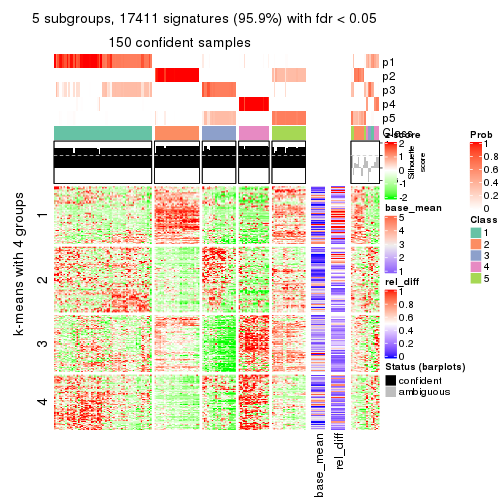 5 subgroups, 17411 signatures (95.9%) with fdr < 0.05
150 confident samples
p1
p2
p3
p4
p5
Class
z-score
2
1
0
-1
-2
Silhouette
score
k-means with 4 groups
1
2
3
4
base_mean
rel_diff
base_mean
5
4
3
2
1
rel_diff
1
0.8
0.6
0.4
0.2
0
Status (barplots)
confident
ambiguous
Prob
1
0.8
0.6
0.4
0.2
0
Class
1
2
3
4
5